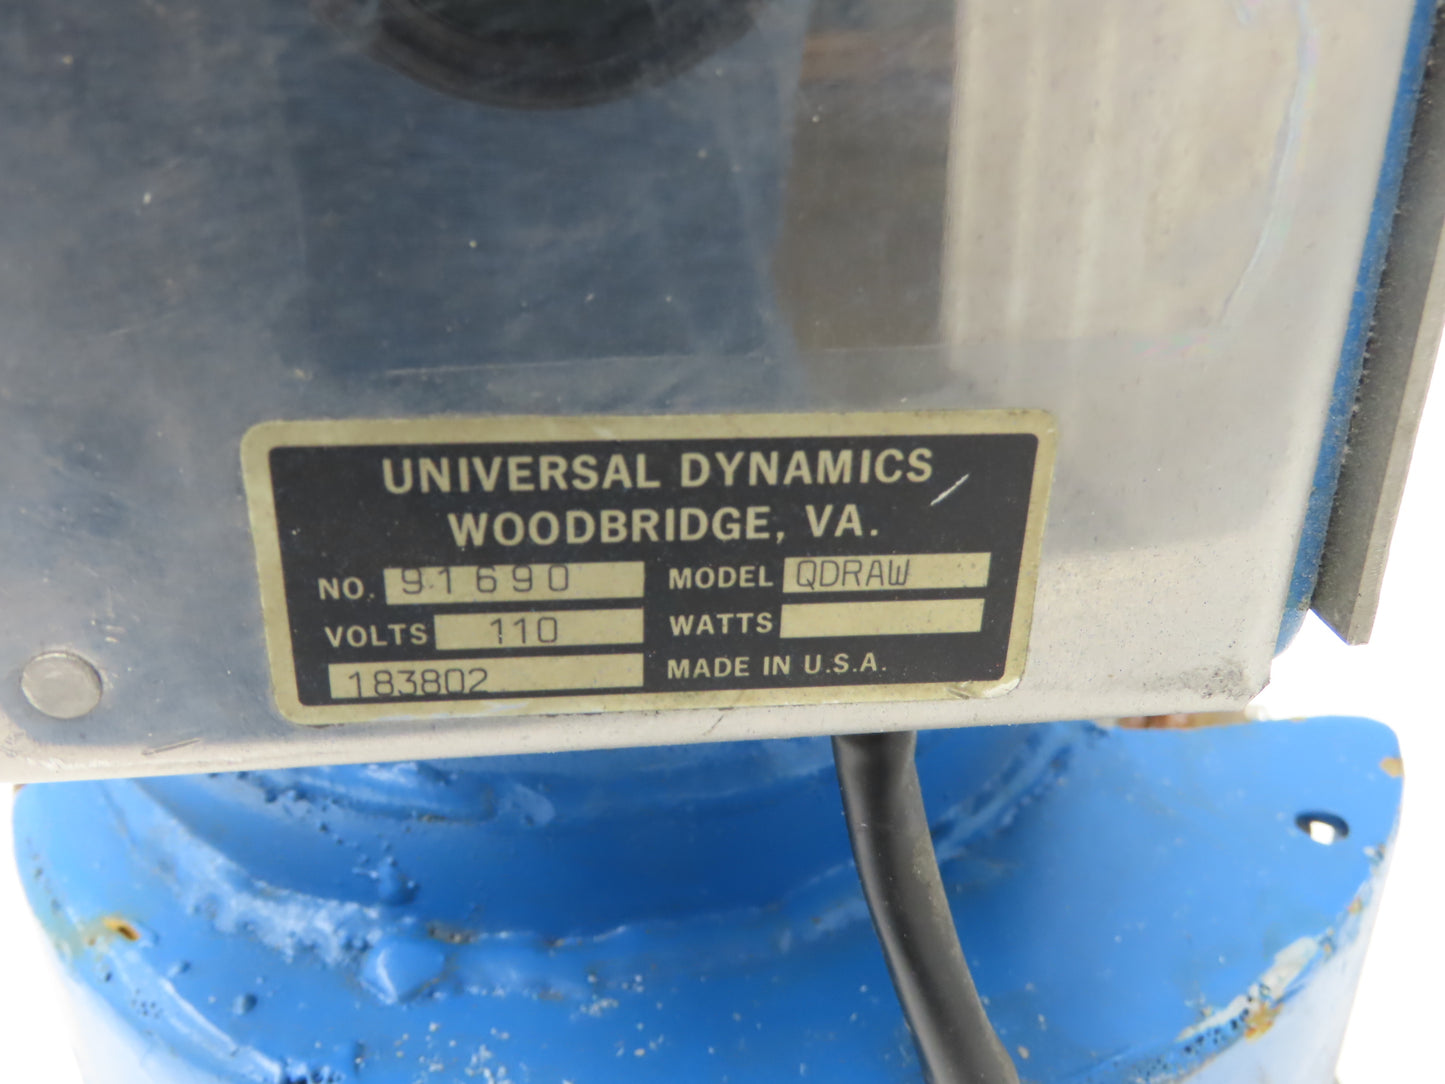 UNIVERSAL DYNAMICS
WOODBRIDGE, VA.
NO. 91690 MODEL QDRAW
VOLTS 110 WATTS
183802 MADE IN U.S.A.